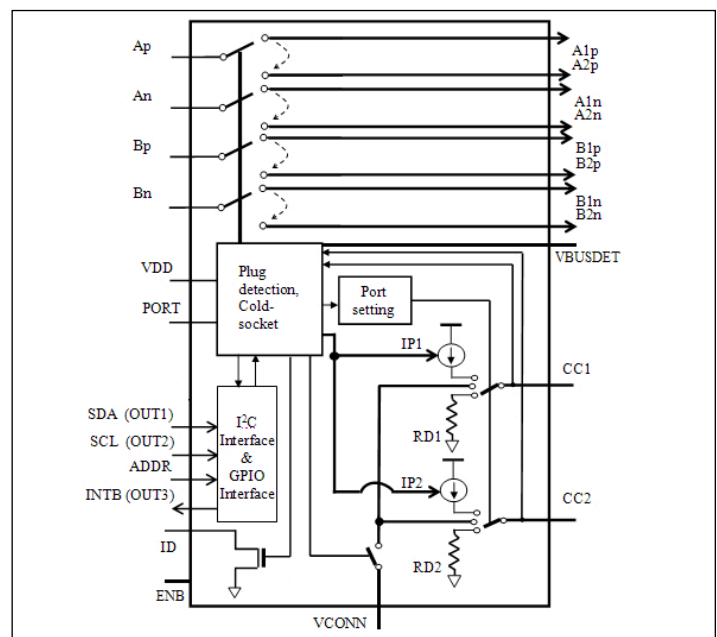 Ap
A1p
A2p
An
A1n
A2n
Bp
B1p
B2p
Bn
B1n
B2n
VBUSDET
VDD
PORT
Plug
detection,
Cold-
socket
Port
setting
IP1
CC1
RD1
SDA (OUT1)
SCL (OUT2)
ADDR
INTB (OUT3)
I²C
Interface
&
GPIO
Interface
IP2
CC2
RD2
ID
ENB
VCONN